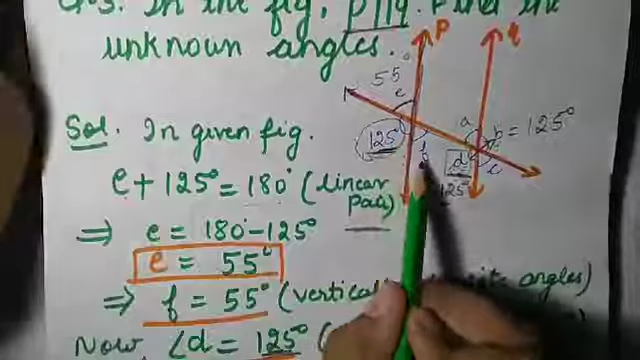 In the fig, p||q. Find the
unknown angles.
p
q
55°
e
125°
f
a
b = 125°
d
c
125°
Sol. In given fig.
e + 125° = 180° (linear
pair)
⇒ e = 180° - 125°
e = 55°
⇒ f = 55° (vertically angles)
Now ∠d = 125° (